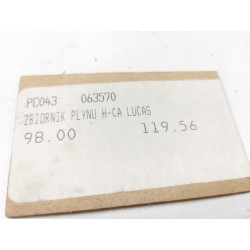 PC043 063570
ZBIORNIK PLYNU H-CA LUCAS
98.00 119.56